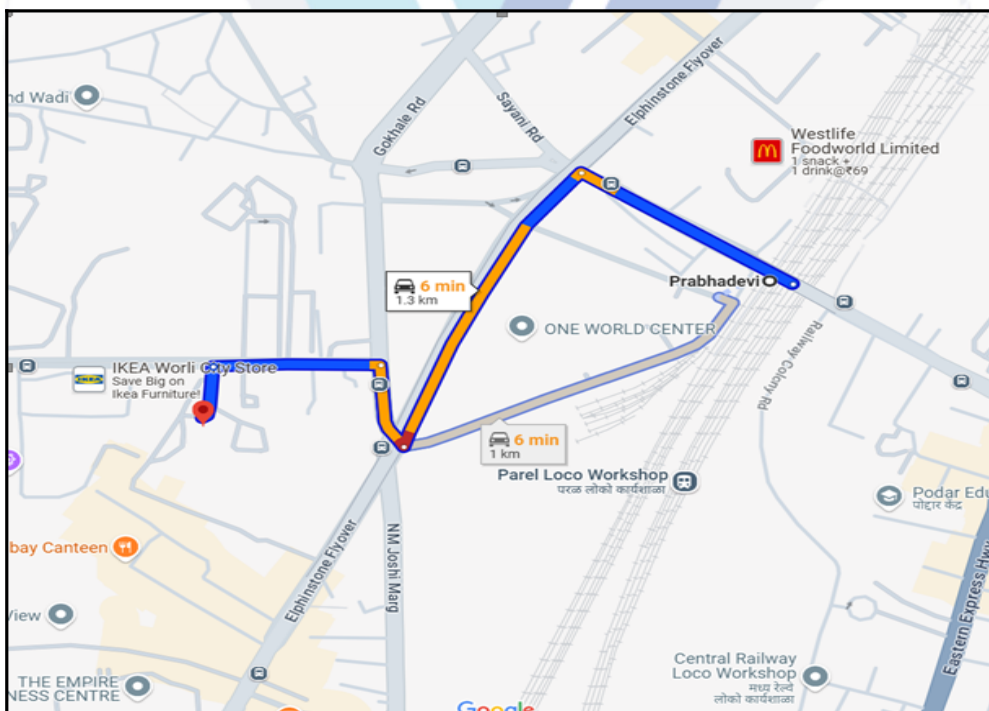 nd Wadi
Gokhale Rd
Sayani Rd
Elphinstone Flyover
Westlife
Foodworld Limited
1 snack +
1 drink@₹69
Prabhadevi
6 min
1.3 km
ONE WORLD CENTER
Railway Colony Rd
IKEA
IKEA Worli City Store
Save Big on
Ikea Furniture!
6 min
1 km
Parel Loco Workshop
परळ लोको कार्यशाळा
Podar Edu
पोद्दार केंद्र
bay Canteen
Elphinstone Flyover
NM Joshi Marg
Eastern Express Hwy
View
Central Railway
Loco Workshop
मध्य रेल्वे
लोको कार्यशाळा
THE EMPIRE
NESS CENTRE
Google